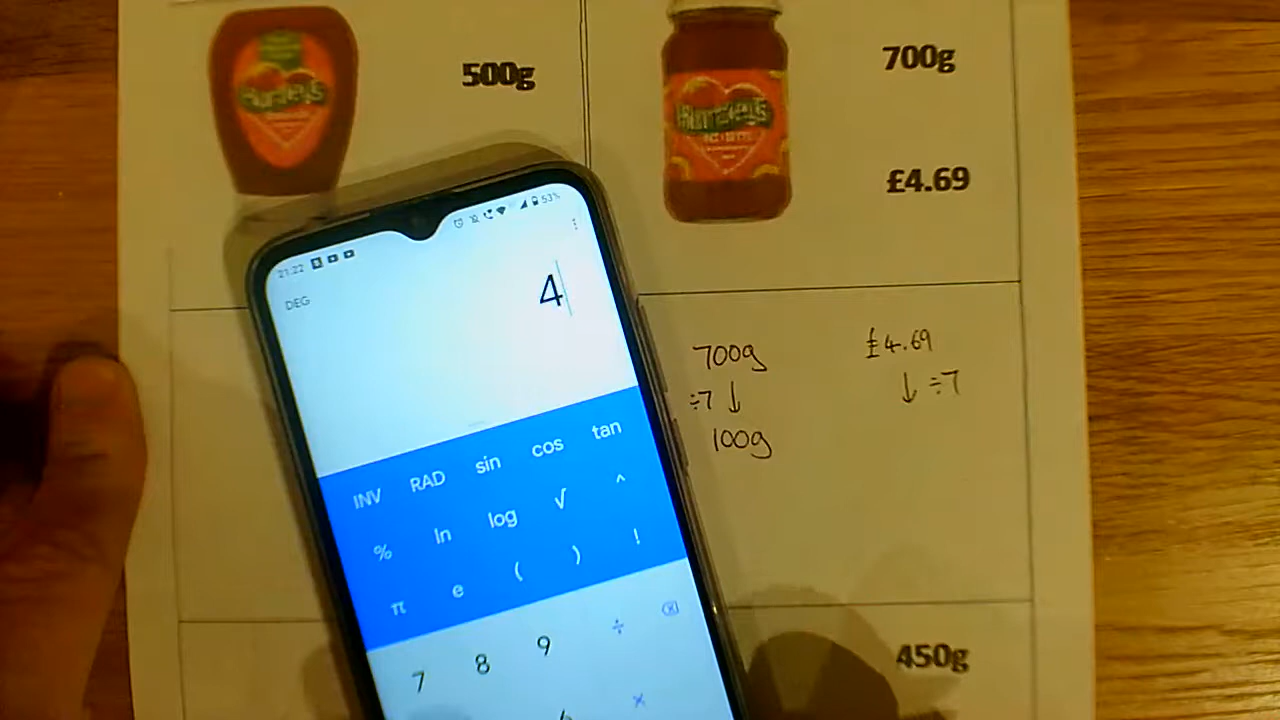 500g
700g
£4.69
21:22
53%
DEG
4
INV RAD sin cos tan
% ln log √ ^
π e ( ) !
7 8 9 ÷
×
700g £4.69
÷7 ↓ ↓ ÷7
100g
450g